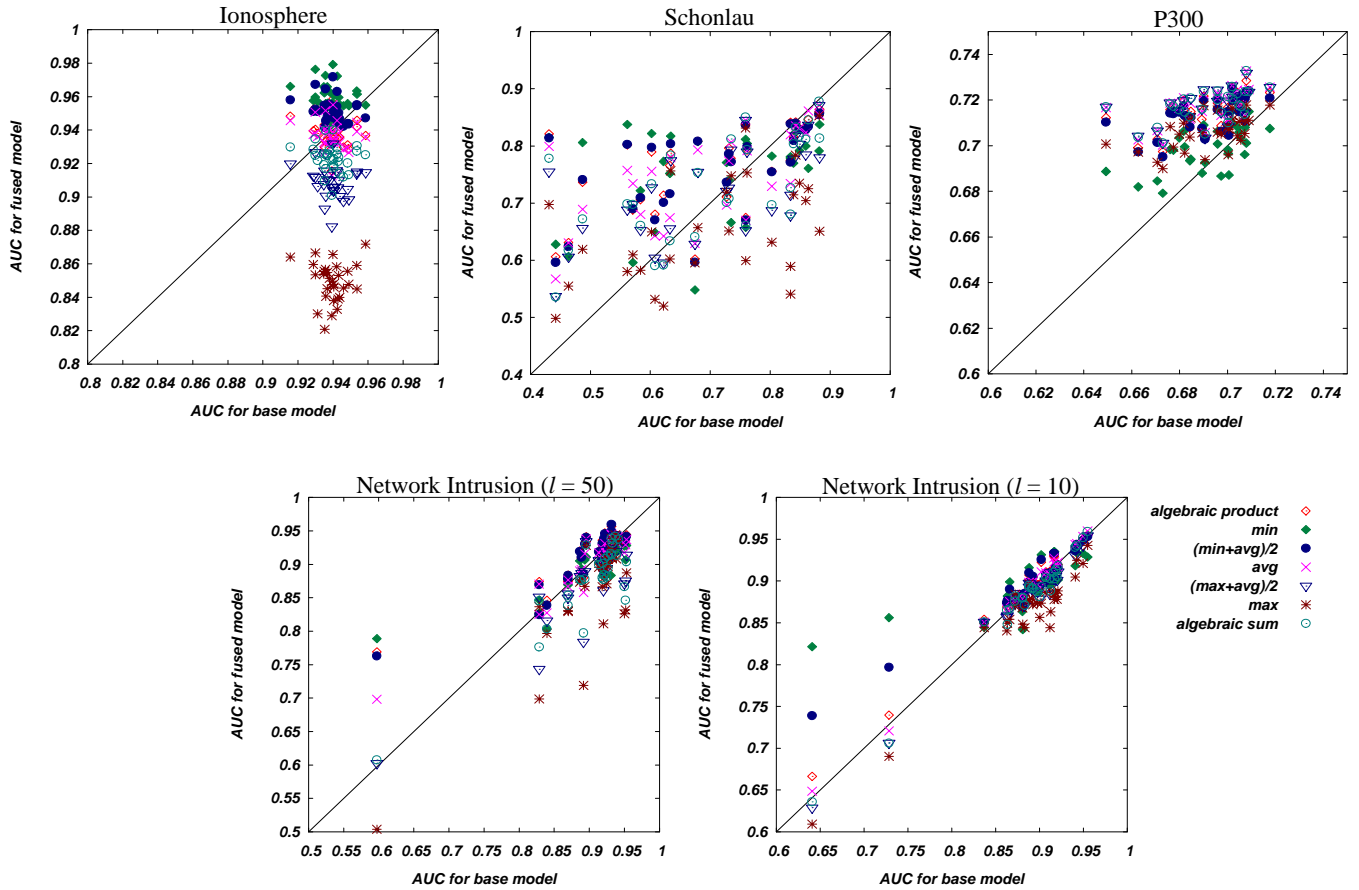 Ionosphere
1
0.98
0.96
0.94
0.92
0.9
0.88
0.86
0.84
0.82
0.8
0.8 0.82 0.84 0.86 0.88 0.9 0.92 0.94 0.96 0.98 1
AUC for fused model
AUC for base model
Schonlau
1
0.9
0.8
0.7
0.6
0.5
0.4
0.4 0.5 0.6 0.7 0.8 0.9 1
AUC for fused model
AUC for base model
P300
0.74
0.72
0.7
0.68
0.66
0.64
0.62
0.6
0.6 0.62 0.64 0.66 0.68 0.7 0.72 0.74
AUC for fused model
AUC for base model
Network Intrusion (l = 50)
1
0.95
0.9
0.85
0.8
0.75
0.7
0.65
0.6
0.55
0.5
0.5 0.55 0.6 0.65 0.7 0.75 0.8 0.85 0.9 0.95 1
AUC for fused model
AUC for base model
Network Intrusion (l = 10)
1
0.95
0.9
0.85
0.8
0.75
0.7
0.65
0.6
0.6 0.65 0.7 0.75 0.8 0.85 0.9 0.95 1
AUC for fused model
AUC for base model
algebraic product
min
(min+avg)/2
avg
(max+avg)/2
max
algebraic sum